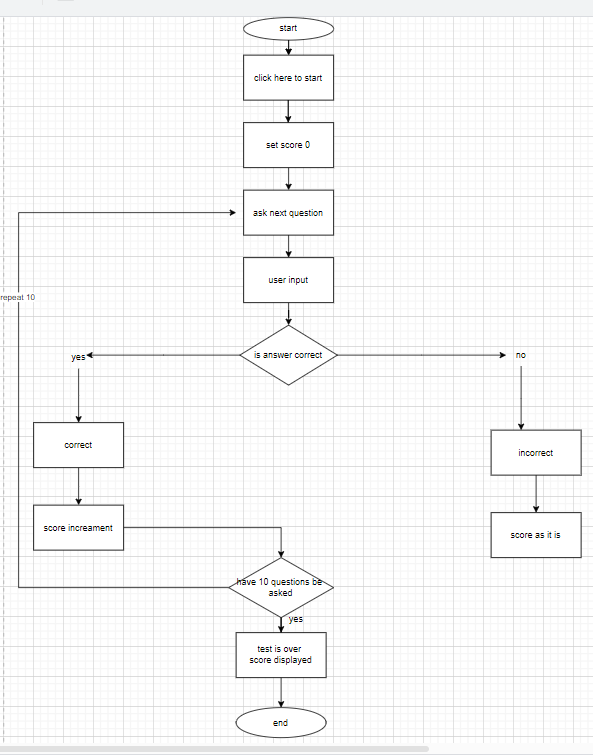 start
click here to start
set score 0
ask next question
user input
repeat 10
is answer correct
yes
no
correct
incorrect
score increament
score as it is
have 10 questions be
asked
yes
test is over
score displayed
end